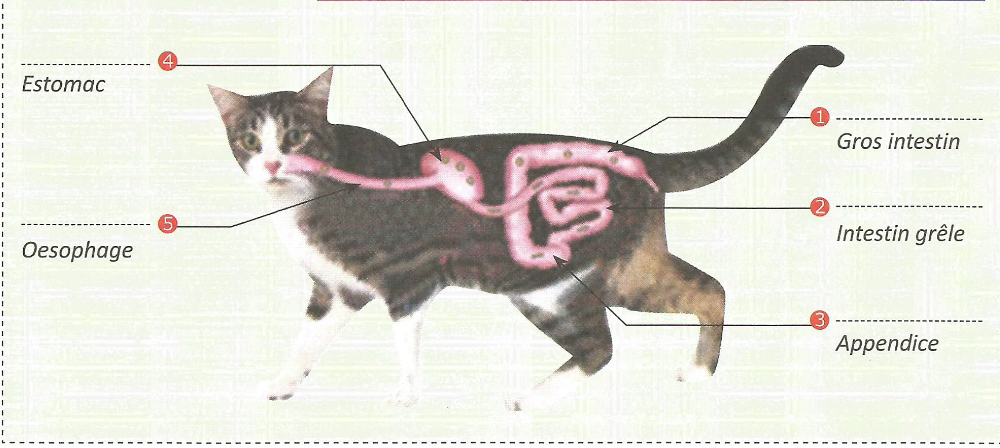 4
Estomac
5
Oesophage
1
Gros intestin
2
Intestin grêle
3
Appendice